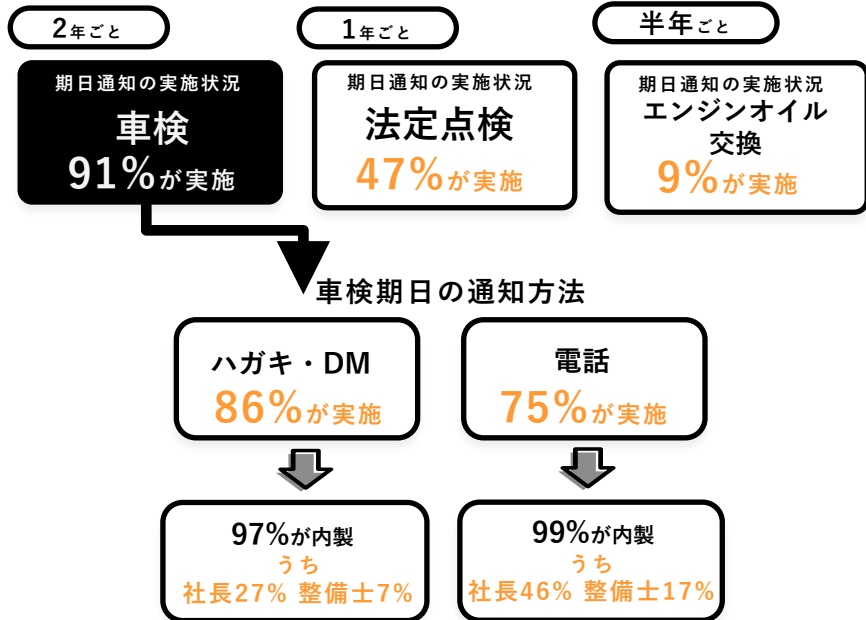 2年ごと
期日通知の実施状況
車検
91%が実施
1年ごと
期日通知の実施状況
法定点検
47%が実施
半年ごと
期日通知の実施状況
エンジンオイル
交換
9%が実施
車検期日の通知方法
ハガキ・DM
86%が実施
97%が内製
うち
社長27% 整備士7%
電話
75%が実施
99%が内製
うち
社長46% 整備士17%